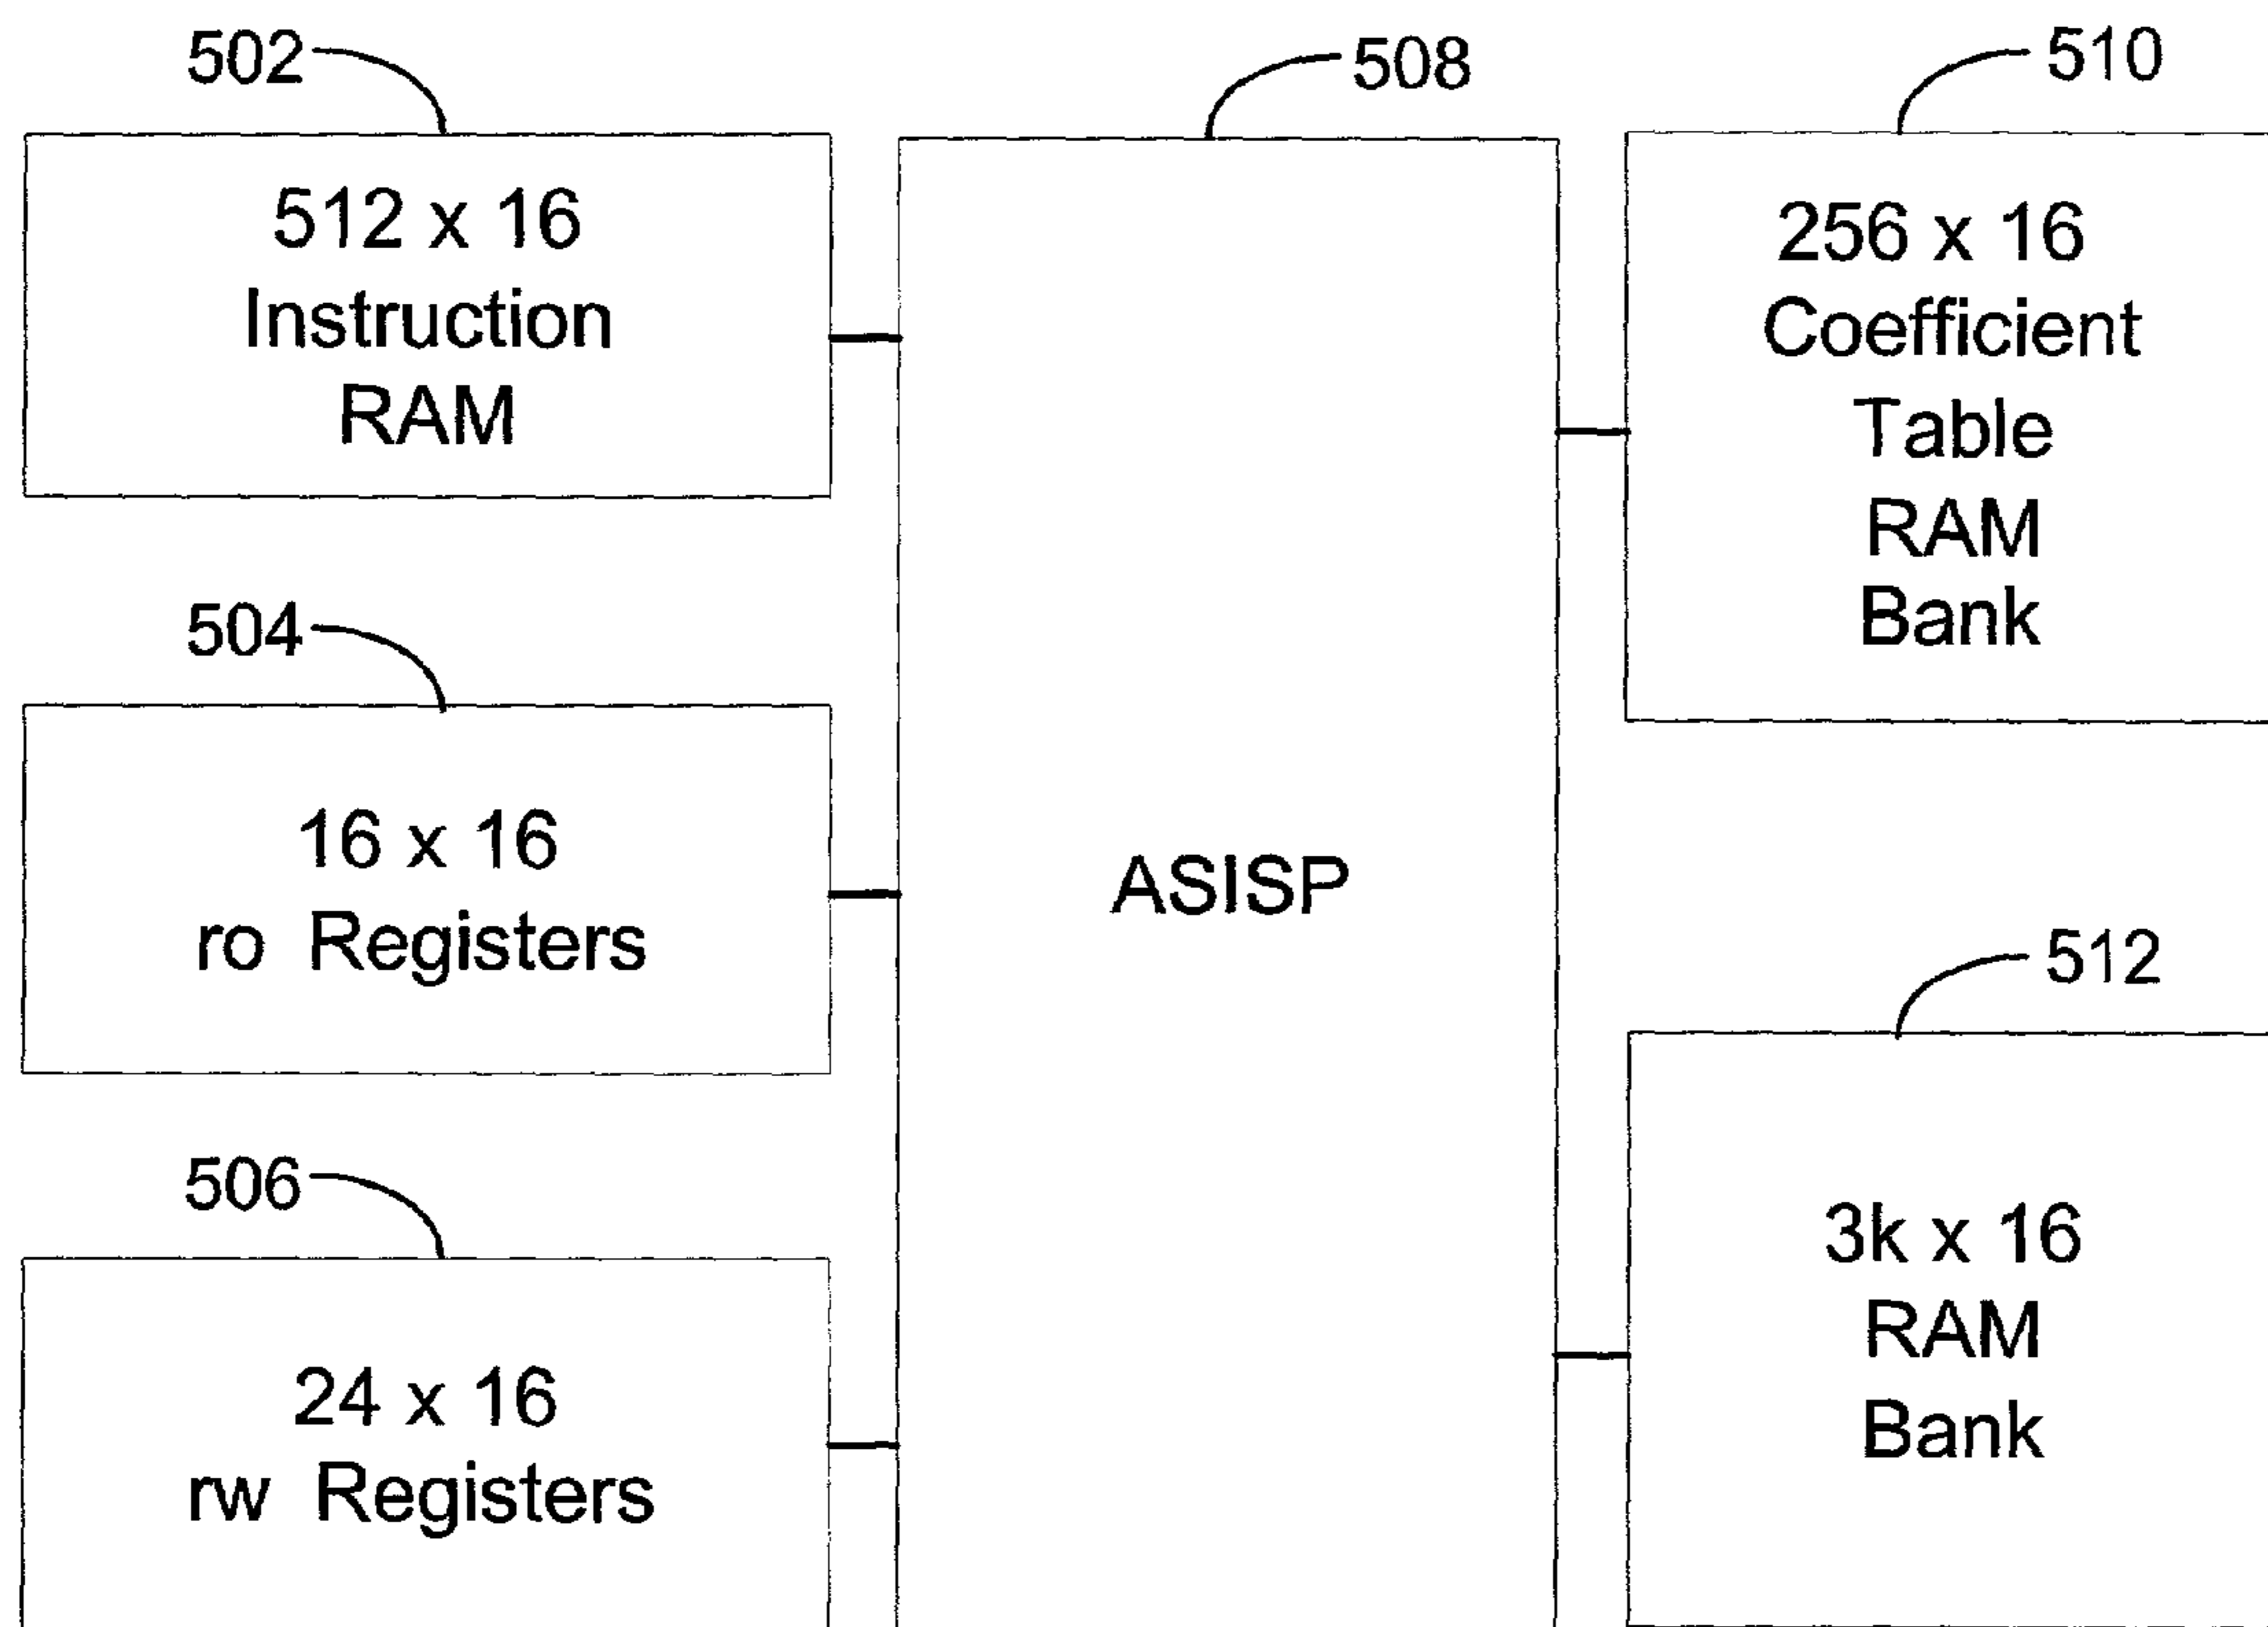 502
512 x 16
Instruction
RAM
504
16 x 16
ro Registers
506
24 x 16
rw Registers
508
ASISP
510
256 x 16
Coefficient
Table
RAM
Bank
512
3k x 16
RAM
Bank